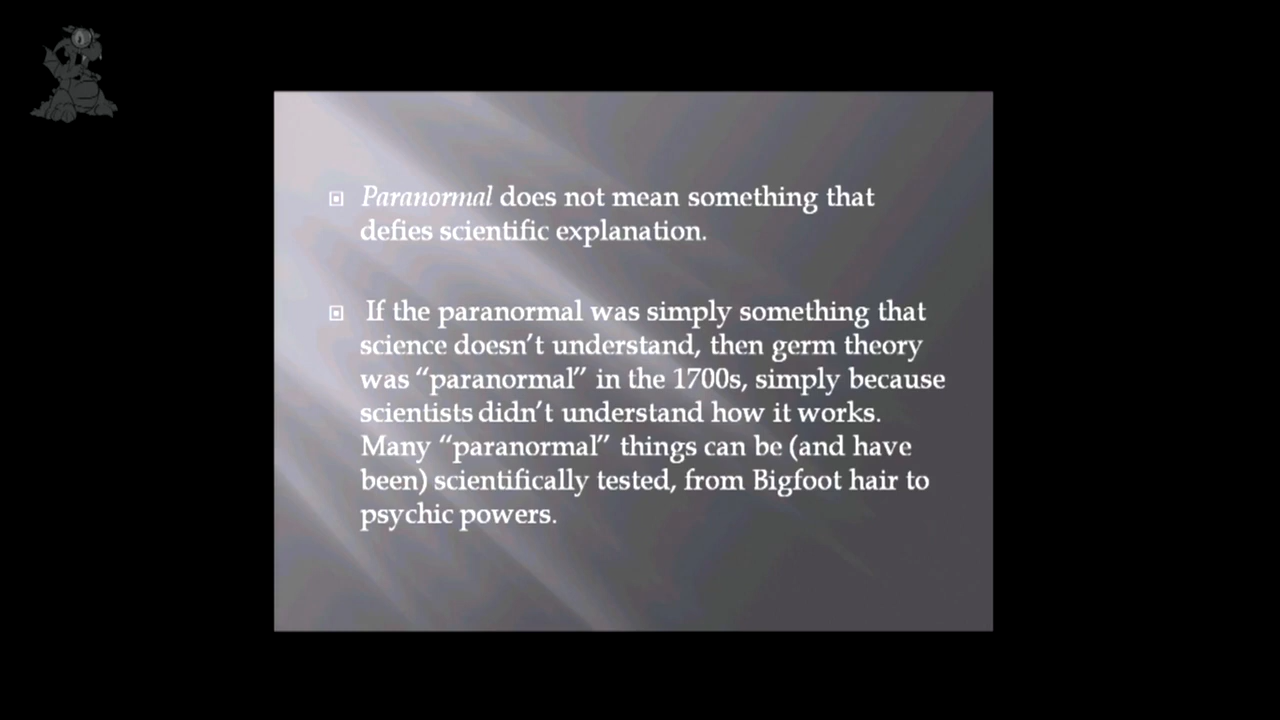 Paranormal does not mean something that
defies scientific explanation.
If the paranormal was simply something that
science doesn’t understand, then germ theory
was “paranormal” in the 1700s, simply because
scientists didn’t understand how it works.
Many “paranormal” things can be (and have
been) scientifically tested, from Bigfoot hair to
psychic powers.